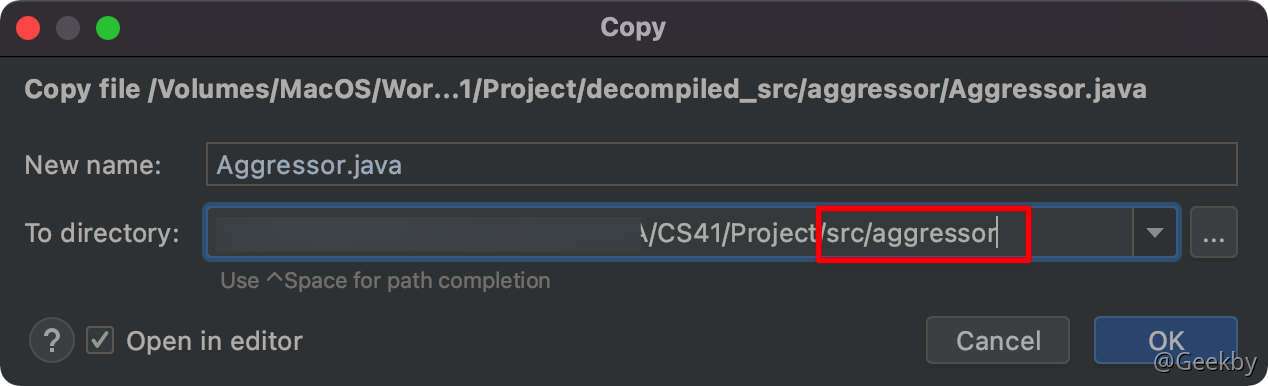 Copy
Copy file /Volumes/MacOS/Wor...1/Project/decompiled_src/aggressor/Aggressor.java
New name: Aggressor.java
To directory: /CS41/Project/src/aggressor ...
Use ^Space for path completion
? Open in editor Cancel OK
@Geekby